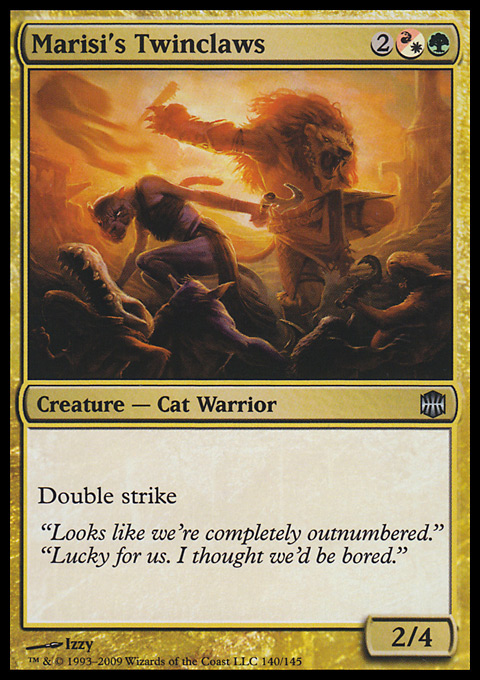 Marisi's Twinclaws 2
Creature — Cat Warrior
Double strike
“Looks like we're completely outnumbered.”
“Lucky for us. I thought we'd be bored.”
Izzy
2/4
™ & © 1993–2009 Wizards of the Coast LLC 140/145